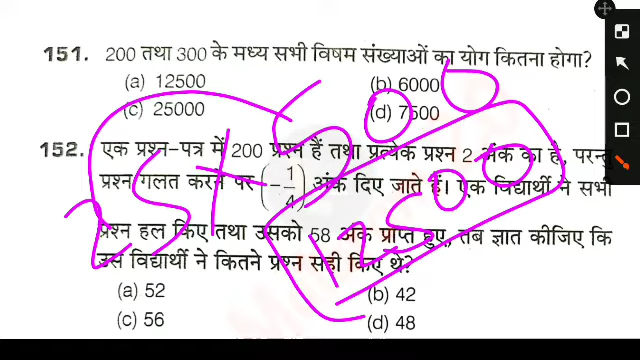 151. 200 तथा 300 के मध्य सभी विषम संख्याओं का योग कितना होगा?
(a) 12500 (b) 6000
(c) 25000 (d) 7500
152. एक प्रश्न-पत्र में 200 प्रश्न हैं तथा प्रत्येक प्रश्न 2 अंक का है, परन्तु
प्रश्न गलत करने पर (-1/4) अंक दिए जाते हैं। एक विद्यार्थी ने सभी
प्रश्न हल किए तथा उसको 58 अंक प्राप्त हुए, तब ज्ञात कीजिए कि
उस विद्यार्थी ने कितने प्रश्न सही किए थे?
(a) 52 (b) 42
(c) 56 (d) 48
12500